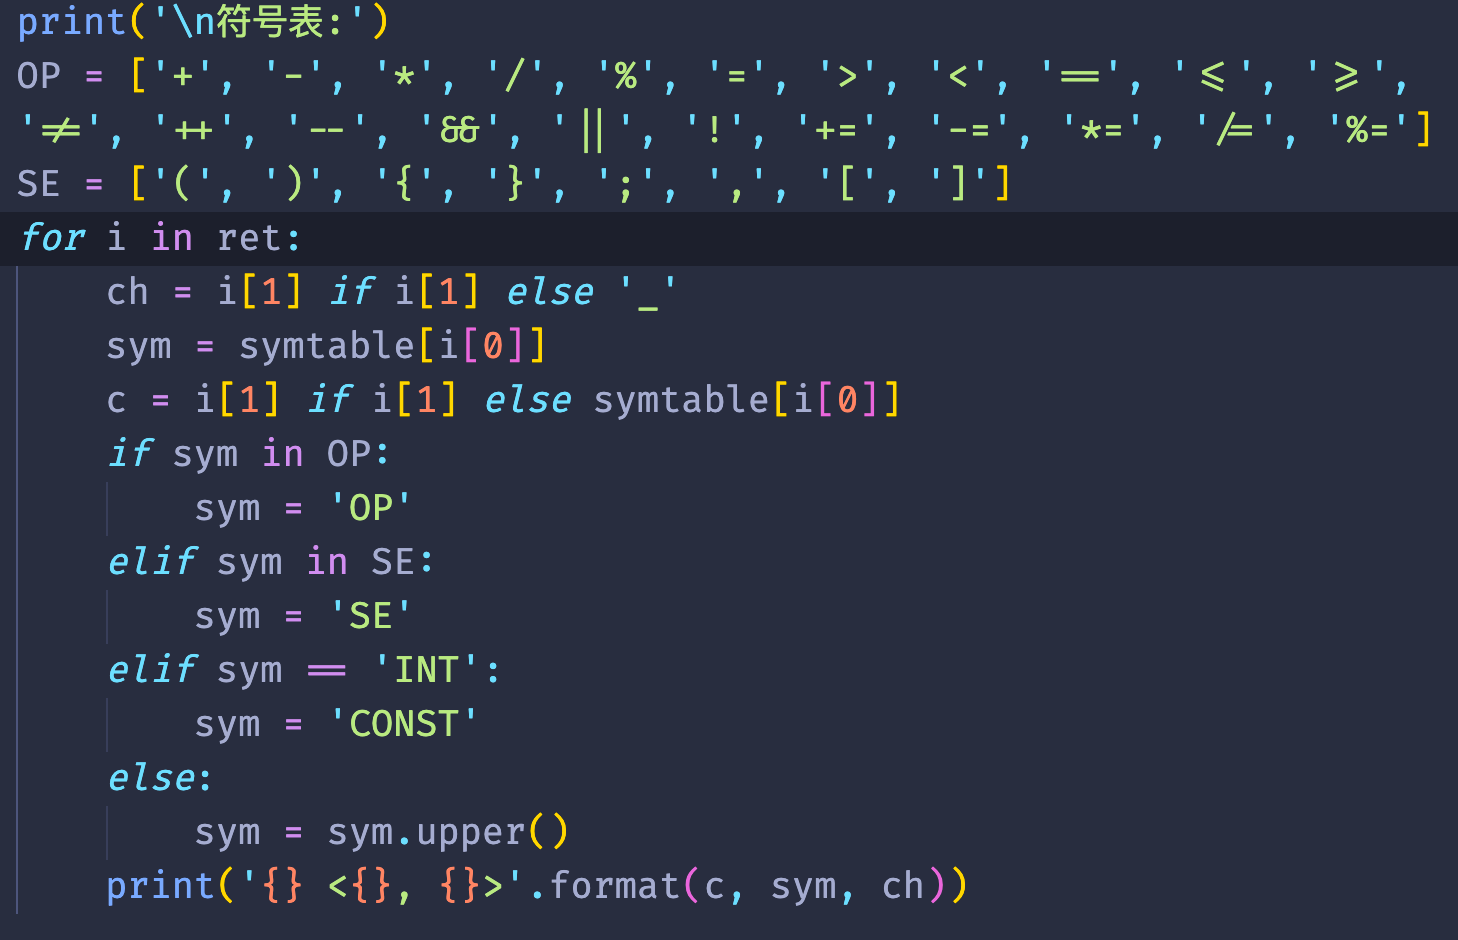 print('\n符号表:')
OP = ['+', '-', '*', '/', '%', '=', '>', '<', '==', '<=', '>=',
'!=', '++', '--', '&&', '||', '!', '+=', '-=', '*=', '/=', '%=']
SE = ['(', ')', '{', '}', ';', ',', '[', ']']
for i in ret:
    ch = i[1] if i[1] else '_'
    sym = symtable[i[0]]
    c = i[1] if i[1] else symtable[i[0]]
    if sym in OP:
        sym = 'OP'
    elif sym in SE:
        sym = 'SE'
    elif sym == 'INT':
        sym = 'CONST'
    else:
        sym = sym.upper()
    print('{} <{}, {}>'.format(c, sym, ch))